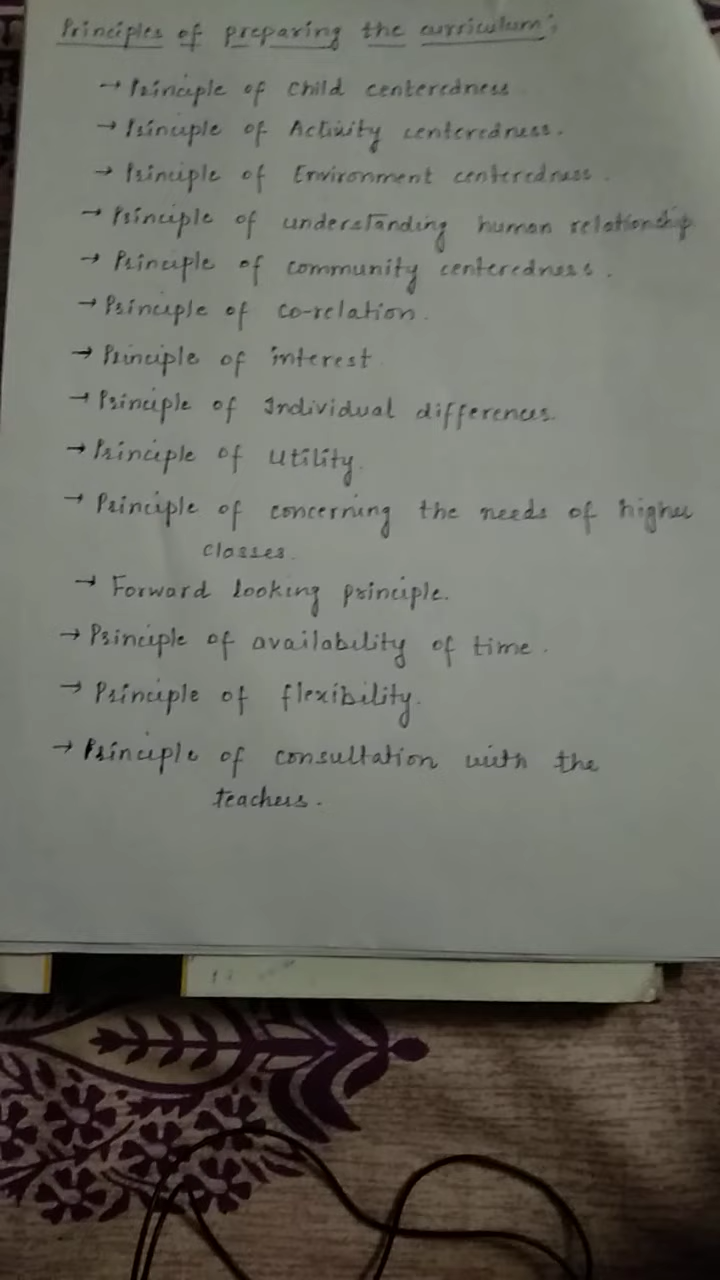 Principles of preparing the curriculum:
→ Principle of child centeredness
→ Principle of Activity centeredness.
→ Principle of Environment centeredness.
→ Principle of understanding human relationship
→ Principle of community centeredness.
→ Principle of co-relation.
→ Principle of interest
→ Principle of Individual differences.
→ Principle of Utility.
→ Principle of concerning the needs of higher
classes.
→ Forward looking principle.
→ Principle of availability of time.
→ Principle of flexibility.
→ Principle of consultation with the
teachers.